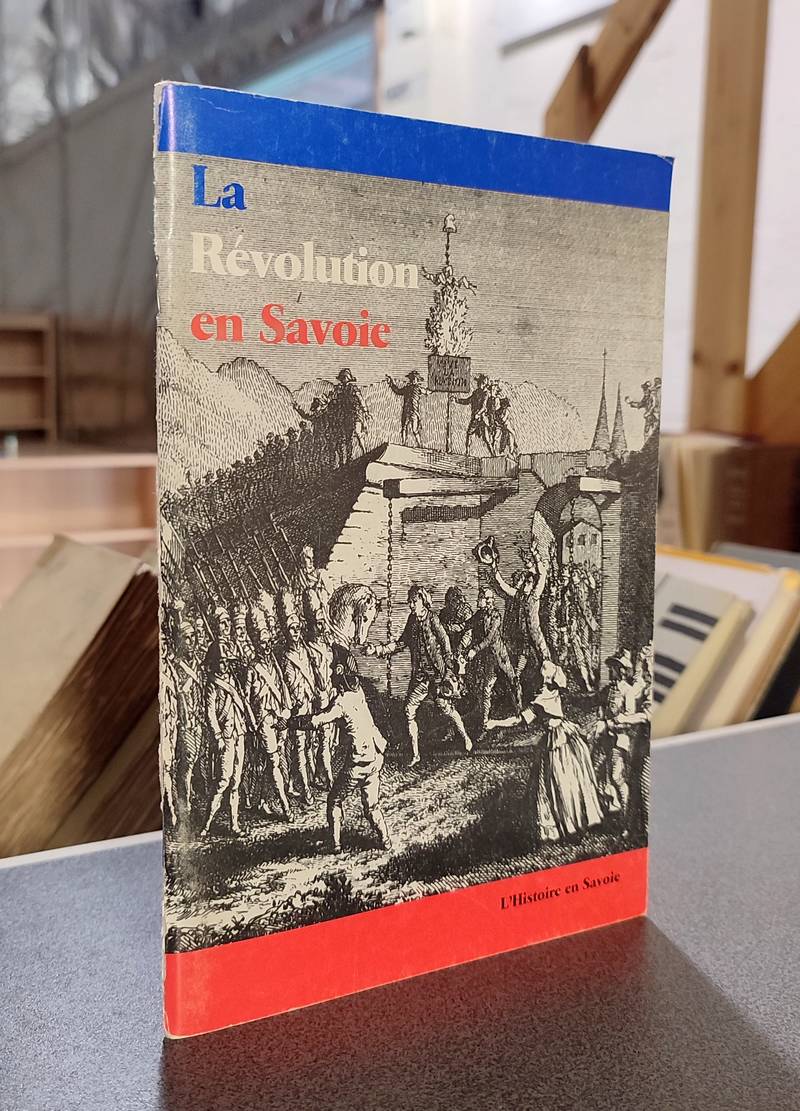 La
Révolution
en Savoie
L'Histoire en Savoie